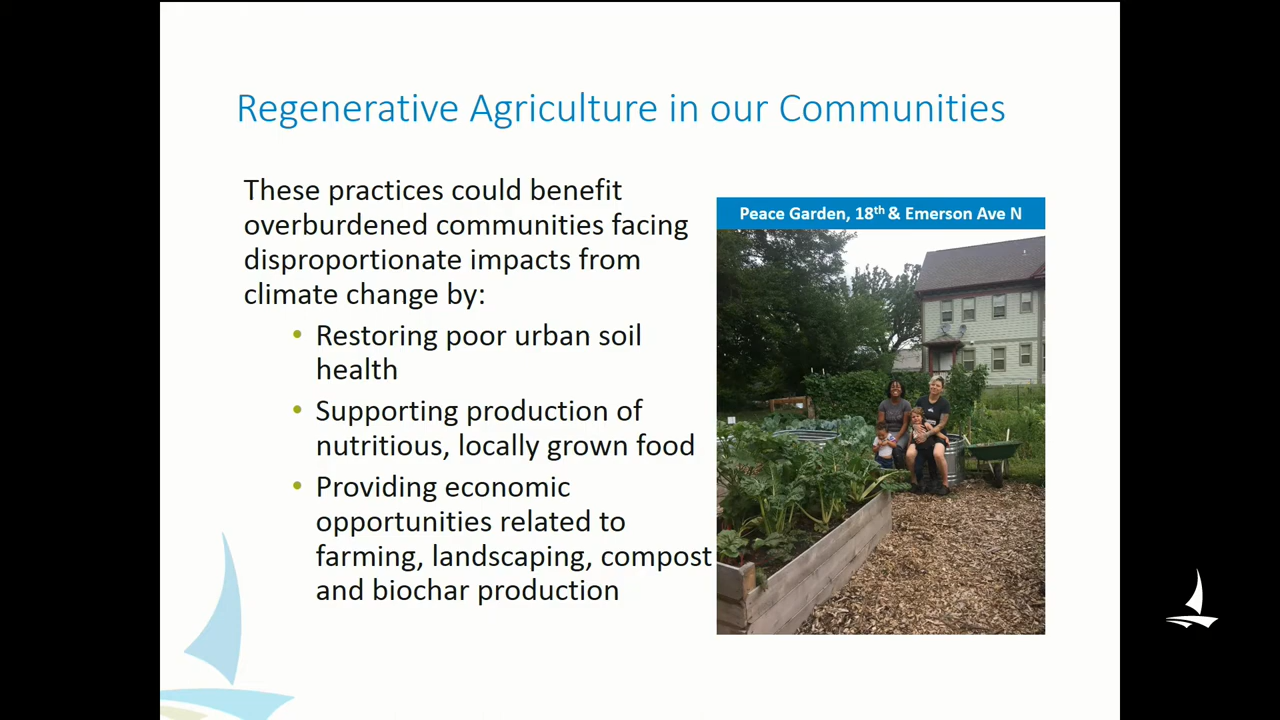 Regenerative Agriculture in our Communities
These practices could benefit
overburdened communities facing
disproportionate impacts from
climate change by:
• Restoring poor urban soil
health
• Supporting production of
nutritious, locally grown food
• Providing economic
opportunities related to
farming, landscaping, compost
and biochar production
Peace Garden, 18th & Emerson Ave N